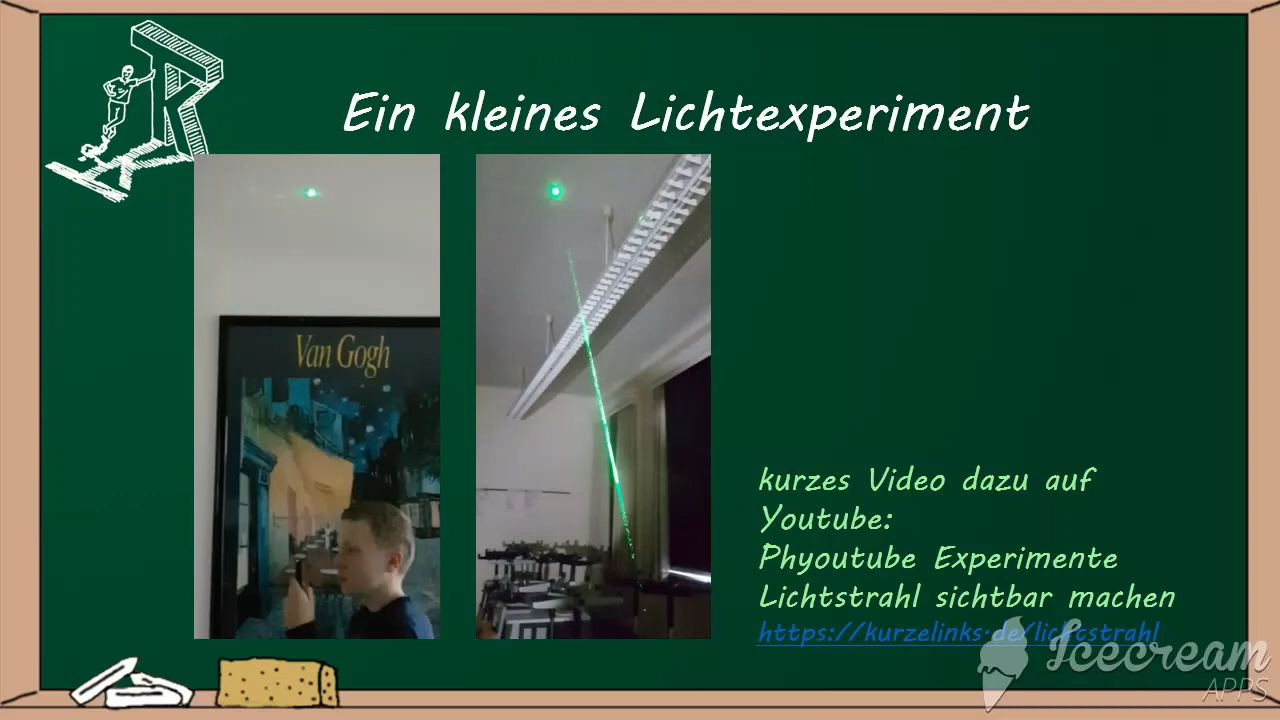 Ein kleines Lichtexperiment
Van Gogh
kurzes Video dazu auf
Youtube:
Phyoutube Experimente
Lichtstrahl sichtbar machen
https://kurzelinks.de/lichtstrahl
Icecream
APPS